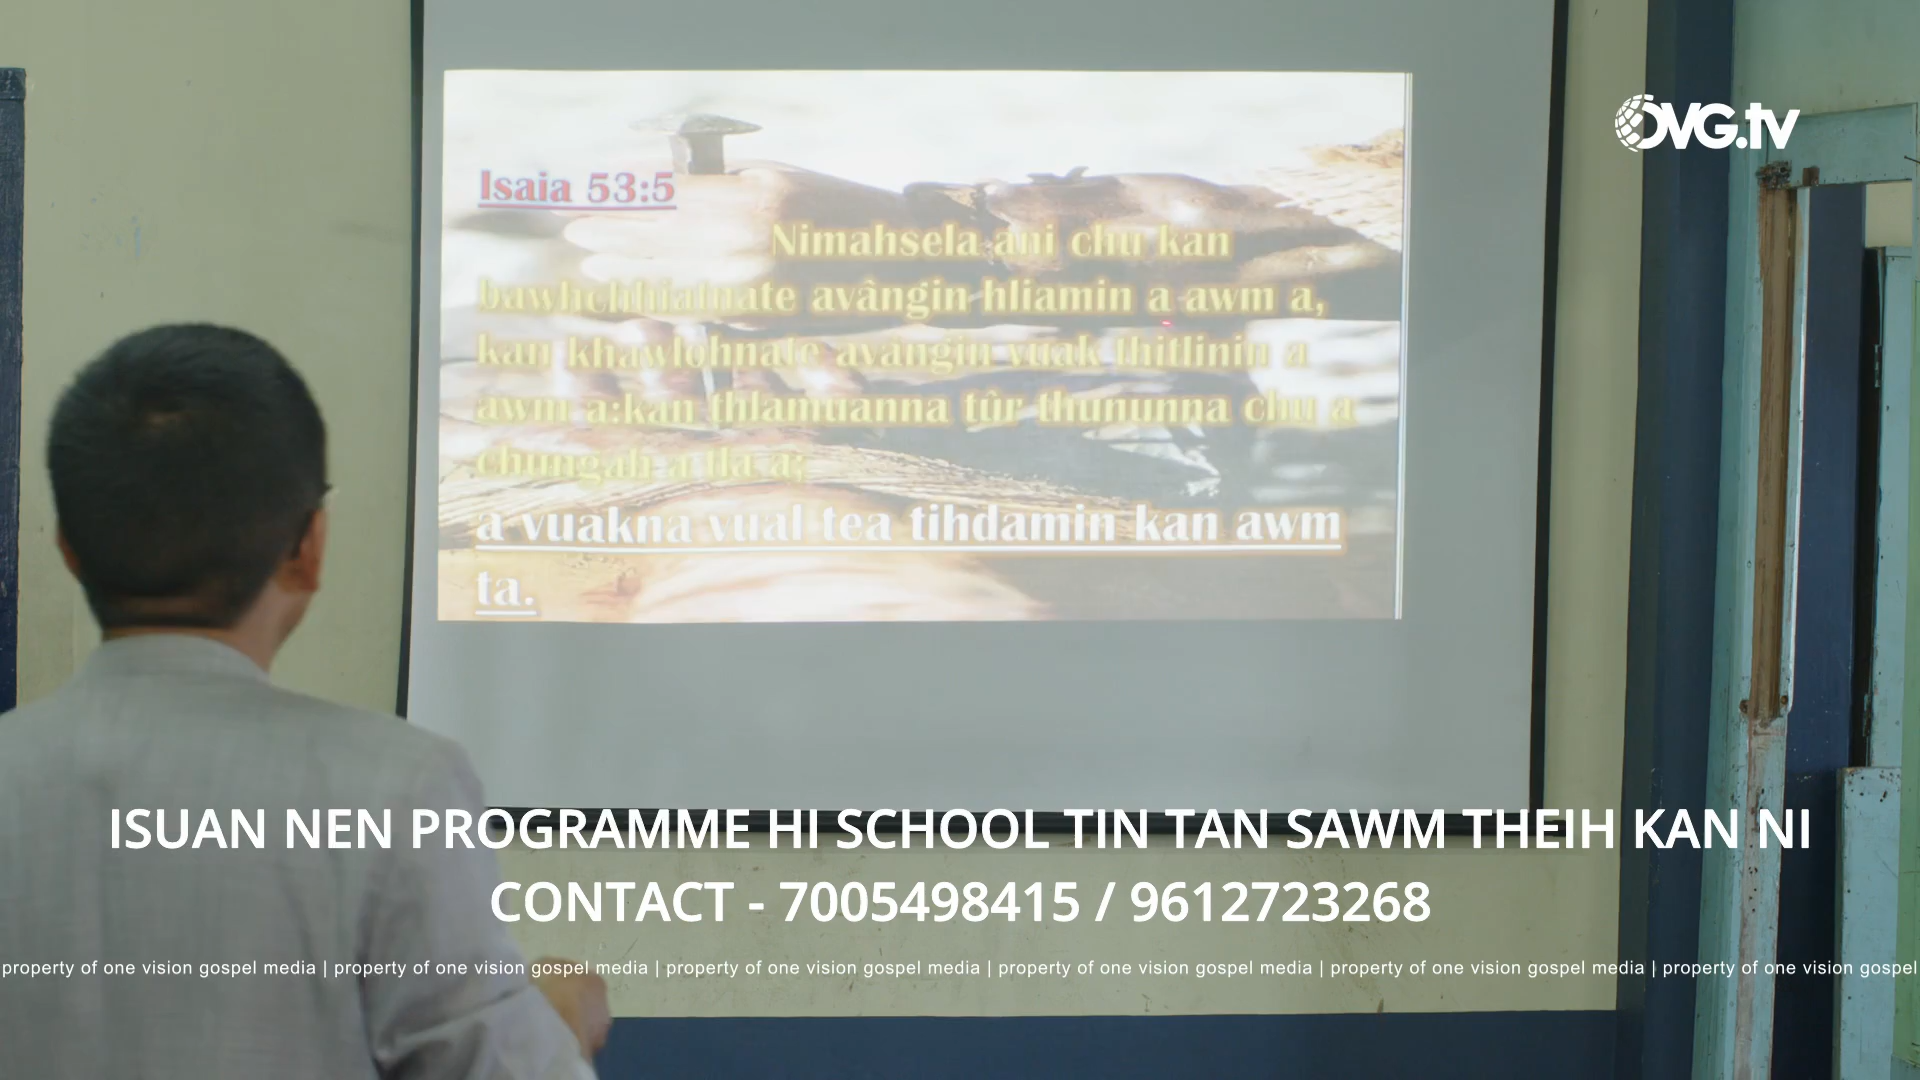 OVG.tv
Isaia 53:5
Nimahsela ani chu kan
bawhchhiatnate avângin hliamin a awm a,
kan khawlohnate avângin vuak thitlinin a
awm a:kan thlamuanna tûr thununna chu a
chungah a tla a;
a vuakna vual tea tihdamin kan awm
ta.
ISUAN NEN PROGRAMME HI SCHOOL TIN TAN SAWM THEIH KAN NI
CONTACT - 7005498415 / 9612723268
property of one vision gospel media | property of one vision gospel media | property of one vision gospel media | property of one vision gospel media | property of one vision gospel media | property of one vision gospel